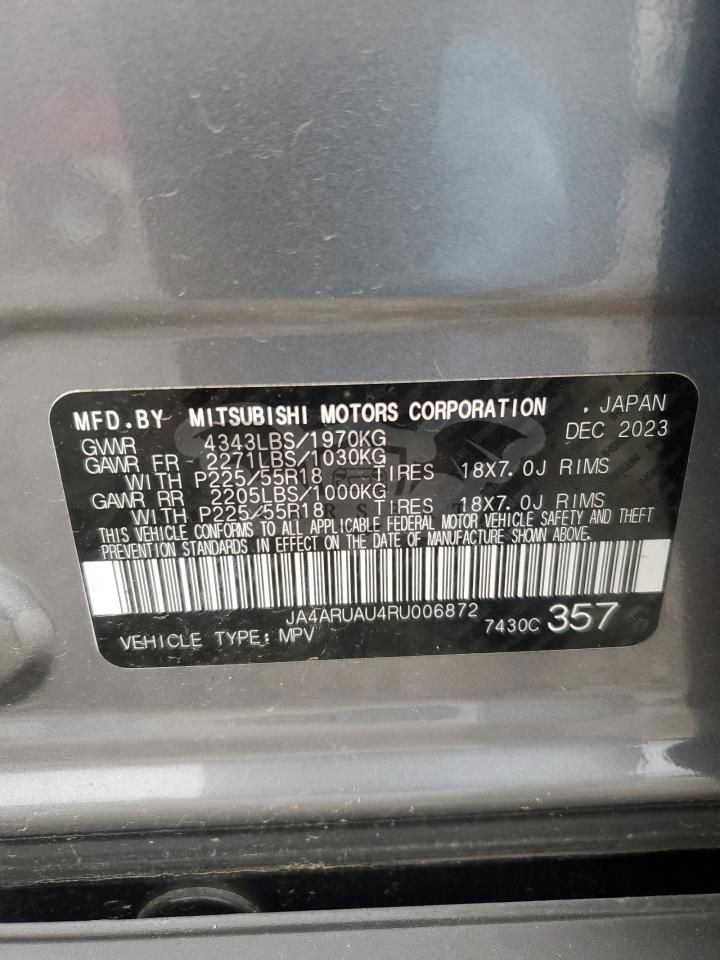 MFD.BY MITSUBISHI MOTORS CORPORATION , JAPAN
GVWR 4343LBS/1970KG DEC 2023
GAWR FR 2271LBS/1030KG
WITH P225/55R18 TIRES 18X7.0J RIMS
GAWR RR 2205LBS/1000KG
WITH P225/55R18 TIRES 18X7.0J RIMS
THIS VEHICLE CONFORMS TO ALL APPLICABLE FEDERAL MOTOR VEHICLE SAFETY AND THEFT
PREVENTION STANDARDS IN EFFECT ON THE DATE OF MANUFACTURE SHOWN ABOVE.
JA4ARUAU4RU006872
VEHICLE TYPE: MPV 7430C 357